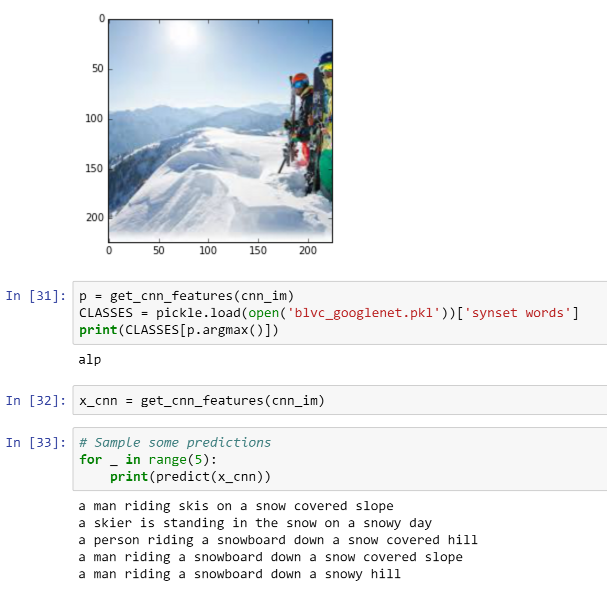 0
50
100
150
200
0 50 100 150 200
In [31]: p = get_cnn_features(cnn_im)
CLASSES = pickle.load(open('blvc_googlenet.pkl'))['synset words']
print(CLASSES[p.argmax()])
alp
In [32]: x_cnn = get_cnn_features(cnn_im)
In [33]: # Sample some predictions
for _ in range(5):
    print(predict(x_cnn))
a man riding skis on a snow covered slope
a skier is standing in the snow on a snowy day
a person riding a snowboard down a snow covered hill
a man riding a snowboard down a snow covered slope
a man riding a snowboard down a snowy hill